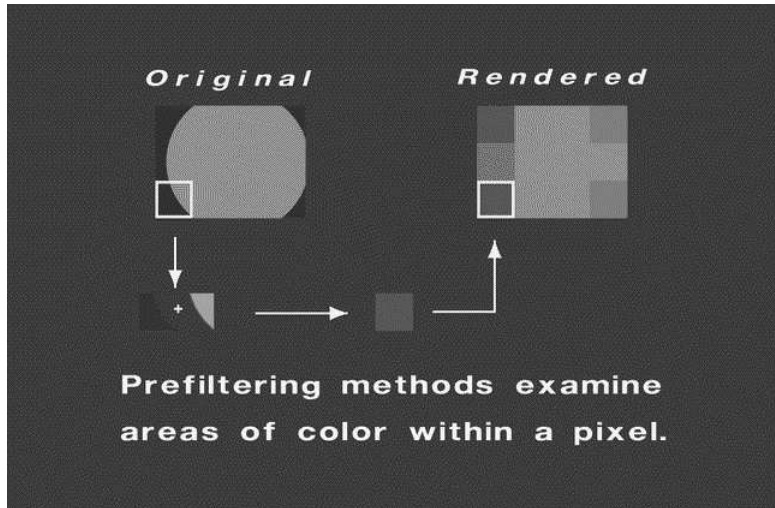 Original
Rendered
Prefiltering methods examine
areas of color within a pixel.